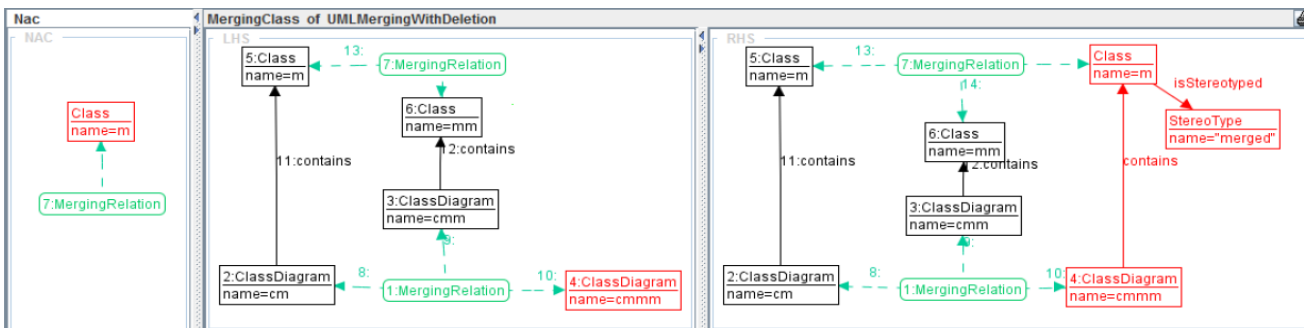 Nac
MergingClass of UMLMergingWithDeletion
NAC
Class
name=m
7:MergingRelation
LHS
5:Class
name=m
13:
7:MergingRelation
6:Class
name=mm
11:contains
12:contains
3:ClassDiagram
name=cmm
9:
2:ClassDiagram
name=cm
8:
1:MergingRelation
10:
4:ClassDiagram
name=cmmm
RHS
5:Class
name=m
13:
7:MergingRelation
Class
name=m
isStereotyped
14:
StereoType
name="merged"
6:Class
name=mm
11:contains
12:contains
contains
3:ClassDiagram
name=cmm
9:
2:ClassDiagram
name=cm
8:
1:MergingRelation
10:
4:ClassDiagram
name=cmmm